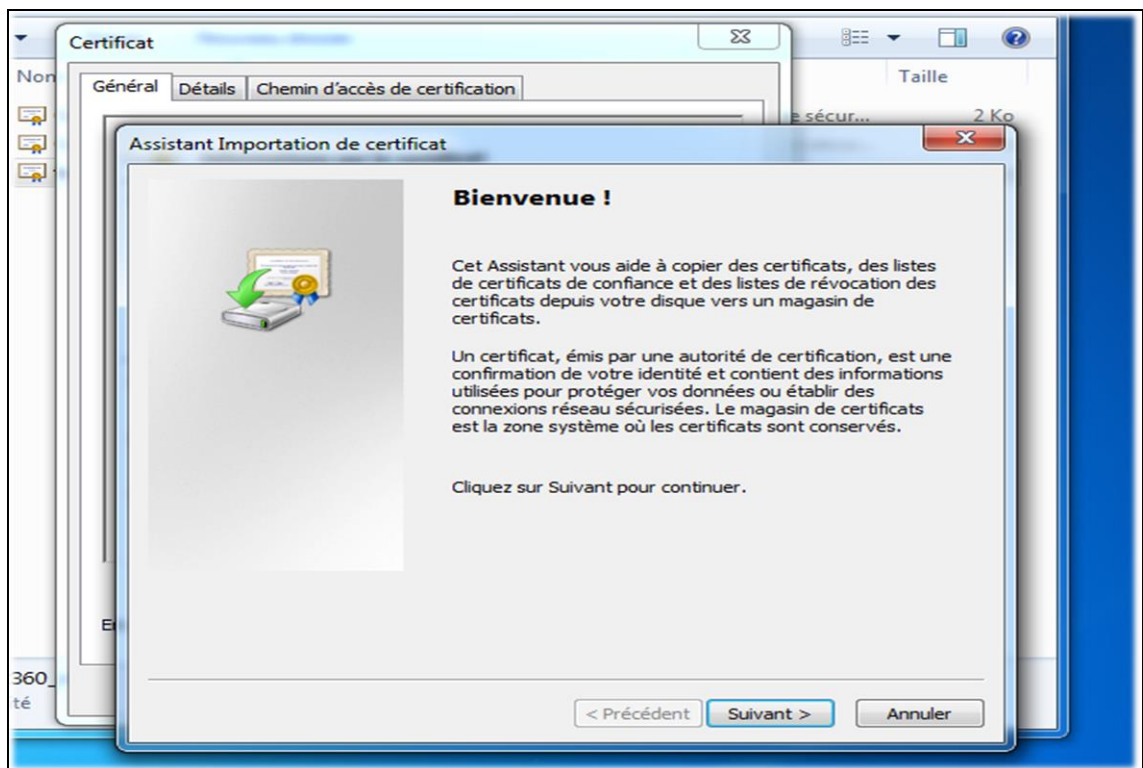 Certificat
Taille
Général Détails Chemin d'accès de certification
e sécur... 2 Ko
Assistant Importation de certificat
Bienvenue !
Cet Assistant vous aide à copier des certificats, des listes
de certificats de confiance et des listes de révocation des
certificats depuis votre disque vers un magasin de
certificats.
Un certificat, émis par une autorité de certification, est une
confirmation de votre identité et contient des informations
utilisées pour protéger vos données ou établir des
connexions réseau sécurisées. Le magasin de certificats
est la zone système où les certificats sont conservés.
Cliquez sur Suivant pour continuer.
360_
té
< Précédent Suivant > Annuler